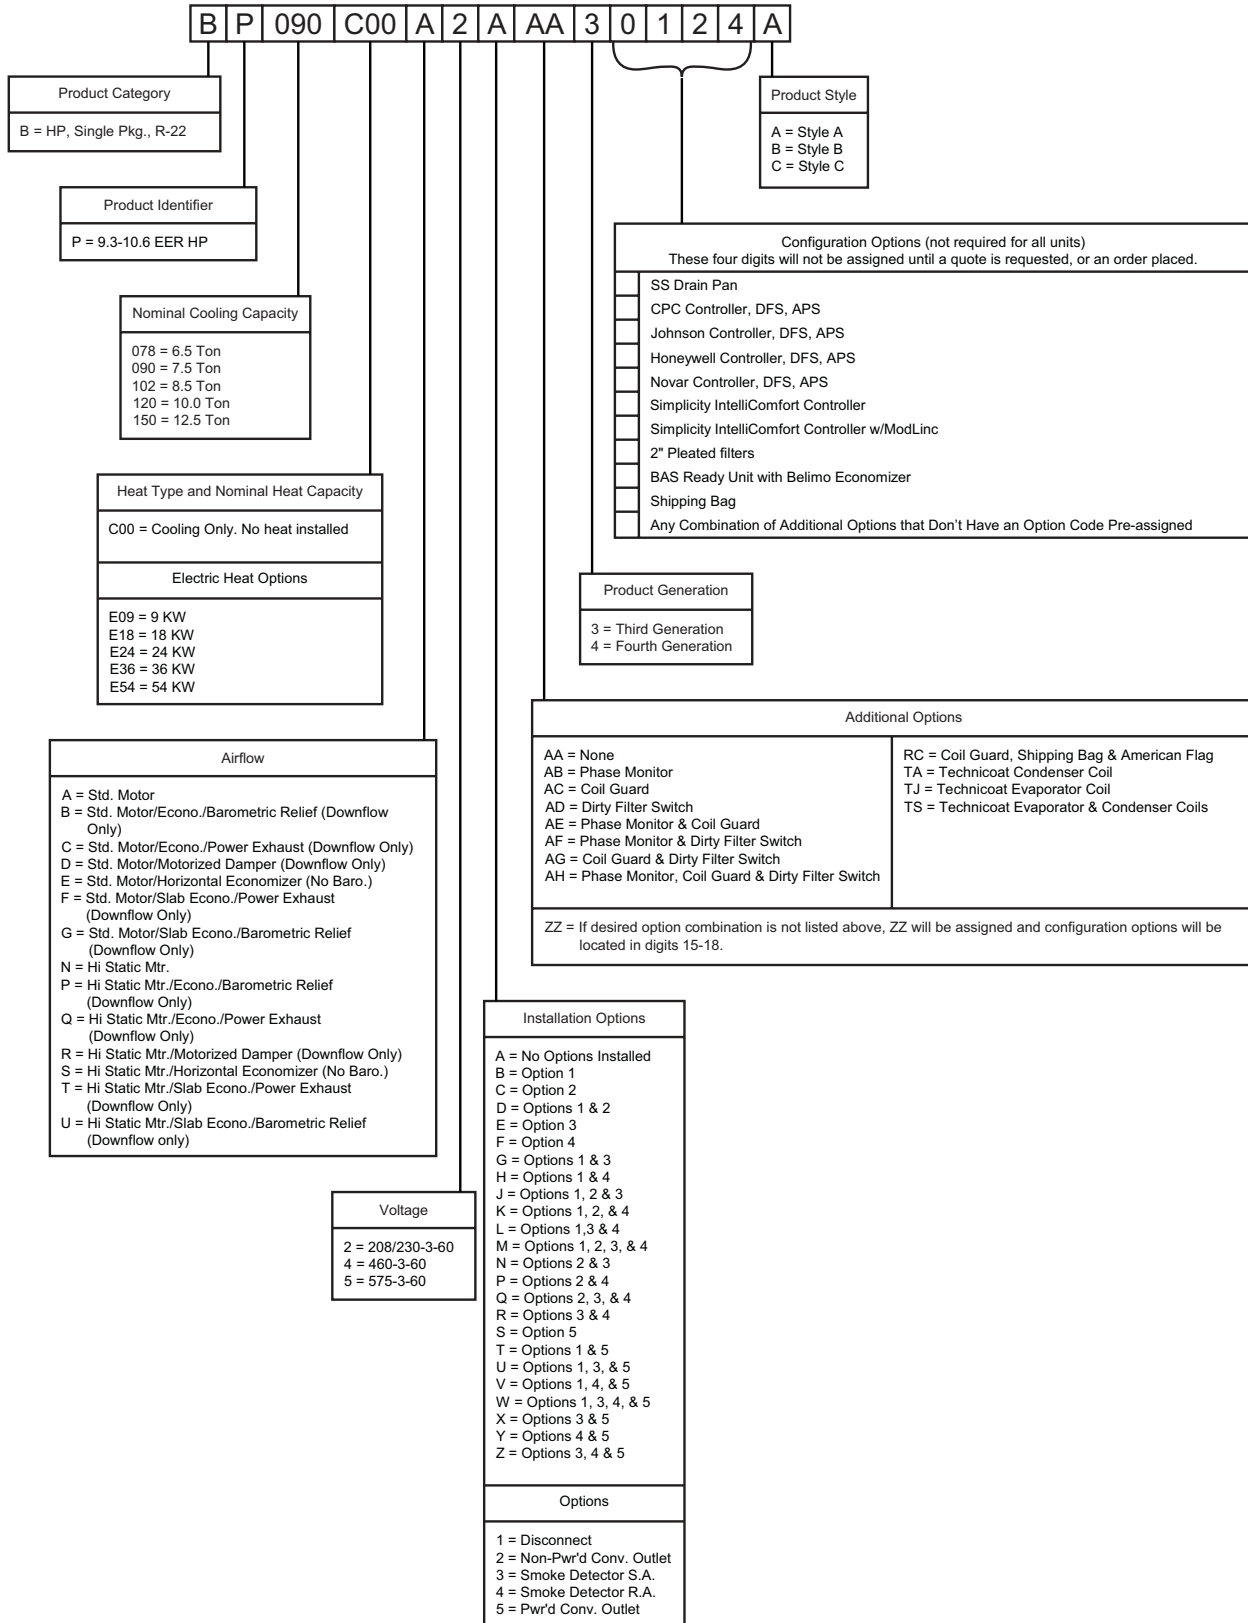 B P 090 C00 A 2 A AA 3 0 1 2 4 A
Product Category
B = HP, Single Pkg., R-22
Product Style
A = Style A
B = Style B
C = Style C
Product Identifier
P = 9.3-10.6 EER HP
Configuration Options (not required for all units)
These four digits will not be assigned until a quote is requested, or an order placed.
SS Drain Pan
CPC Controller, DFS, APS
Johnson Controller, DFS, APS
Honeywell Controller, DFS, APS
Novar Controller, DFS, APS
Simplicity IntelliComfort Controller
Simplicity IntelliComfort Controller w/ModLinc
2" Pleated filters
BAS Ready Unit with Belimo Economizer
Shipping Bag
Any Combination of Additional Options that Don't Have an Option Code Pre-assigned
Nominal Cooling Capacity
078 = 6.5 Ton
090 = 7.5 Ton
102 = 8.5 Ton
120 = 10.0 Ton
150 = 12.5 Ton
Heat Type and Nominal Heat Capacity
C00 = Cooling Only. No heat installed
Electric Heat Options
E09 = 9 KW
E18 = 18 KW
E24 = 24 KW
E36 = 36 KW
E54 = 54 KW
Product Generation
3 = Third Generation
4 = Fourth Generation
Additional Options
AA = None
AB = Phase Monitor
AC = Coil Guard
AD = Dirty Filter Switch
AE = Phase Monitor & Coil Guard
AF = Phase Monitor & Dirty Filter Switch
AG = Coil Guard & Dirty Filter Switch
AH = Phase Monitor, Coil Guard & Dirty Filter Switch
RC = Coil Guard, Shipping Bag & American Flag
TA = Technicoat Condenser Coil
TJ = Technicoat Evaporator Coil
TS = Technicoat Evaporator & Condenser Coils
ZZ = If desired option combination is not listed above, ZZ will be assigned and configuration options will be
located in digits 15-18.
Airflow
A = Std. Motor
B = Std. Motor/Econo./Barometric Relief (Downflow
Only)
C = Std. Motor/Econo./Power Exhaust (Downflow Only)
D = Std. Motor/Motorized Damper (Downflow Only)
E = Std. Motor/Horizontal Economizer (No Baro.)
F = Std. Motor/Slab Econo./Power Exhaust
(Downflow Only)
G = Std. Motor/Slab Econo./Barometric Relief
(Downflow Only)
N = Hi Static Mtr.
P = Hi Static Mtr./Econo./Barometric Relief
(Downflow Only)
Q = Hi Static Mtr./Econo./Power Exhaust
(Downflow Only)
R = Hi Static Mtr./Motorized Damper (Downflow Only)
S = Hi Static Mtr./Horizontal Economizer (No Baro.)
T = Hi Static Mtr./Slab Econo./Power Exhaust
(Downflow Only)
U = Hi Static Mtr./Slab Econo./Barometric Relief
(Downflow only)
Voltage
2 = 208/230-3-60
4 = 460-3-60
5 = 575-3-60
Installation Options
A = No Options Installed
B = Option 1
C = Option 2
D = Options 1 & 2
E = Option 3
F = Option 4
G = Options 1 & 3
H = Options 1 & 4
J = Options 1, 2 & 3
K = Options 1, 2, & 4
L = Options 1,3 & 4
M = Options 1, 2, 3, & 4
N = Options 2 & 3
P = Options 2 & 4
Q = Options 2, 3, & 4
R = Options 3 & 4
S = Option 5
T = Options 1 & 5
U = Options 1, 3, & 5
V = Options 1, 4, & 5
W = Options 1, 3, 4, & 5
X = Options 3 & 5
Y = Options 4 & 5
Z = Options 3, 4 & 5
Options
1 = Disconnect
2 = Non-Pwr'd Conv. Outlet
3 = Smoke Detector S.A.
4 = Smoke Detector R.A.
5 = Pwr'd Conv. Outlet